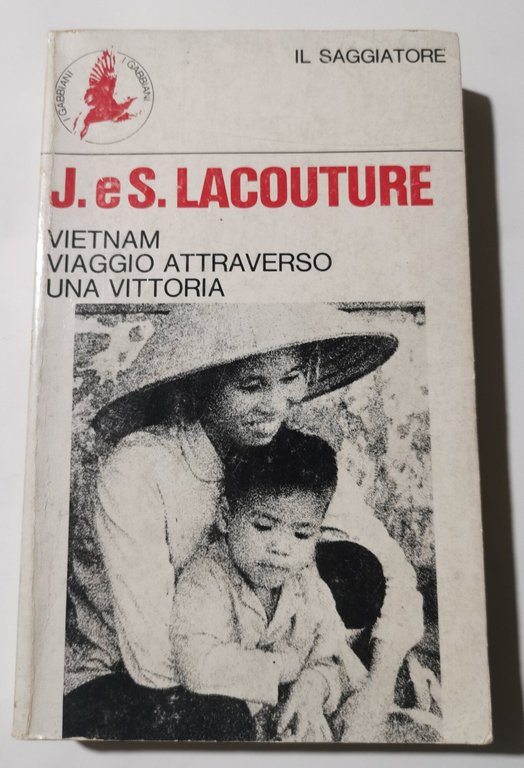 I GABBIANI
I GABBIANI
IL SAGGIATORE
J. e S. LACOUTURE
VIETNAM
VIAGGIO ATTRAVERSO
UNA VITTORIA